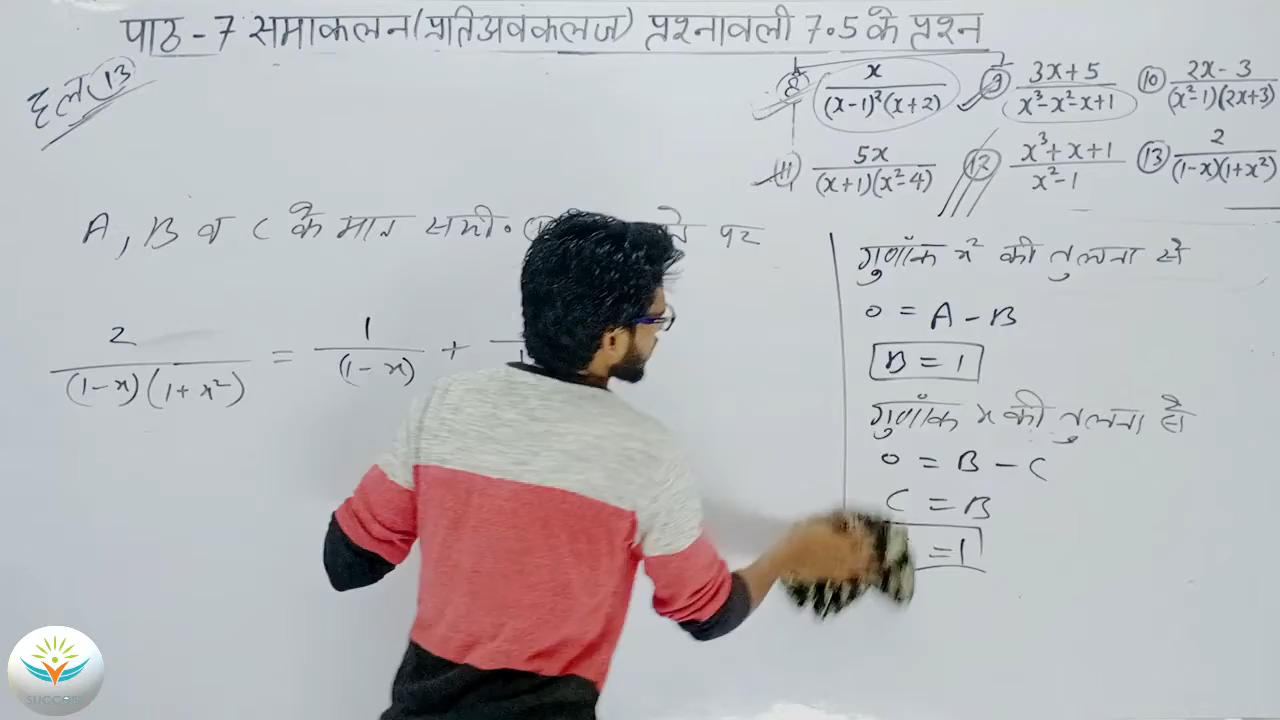 पाठ - 7 समाकलन (प्रतिअवकलज) प्रश्नावली 7.5 के प्रश्न
हल (13)
(8) x/((x-1)²(x+2)) (9) (3x+5)/(x³-x²-x+1) (10) (2x-3)/((x²-1)(2x+3))
(11) 5x/((x+1)(x²-4)) (12) (x³+x+1)/(x²-1) (13) 2/((1-x)(1+x²))
A, B व C के मान समी. पर
2/((1-x)(1+x²)) = 1/(1-x) +
गुणांक x² की तुलना से
0 = A - B
B = 1
गुणांक x की तुलना से
0 = B - C
C = B
= 1
SUCCESS